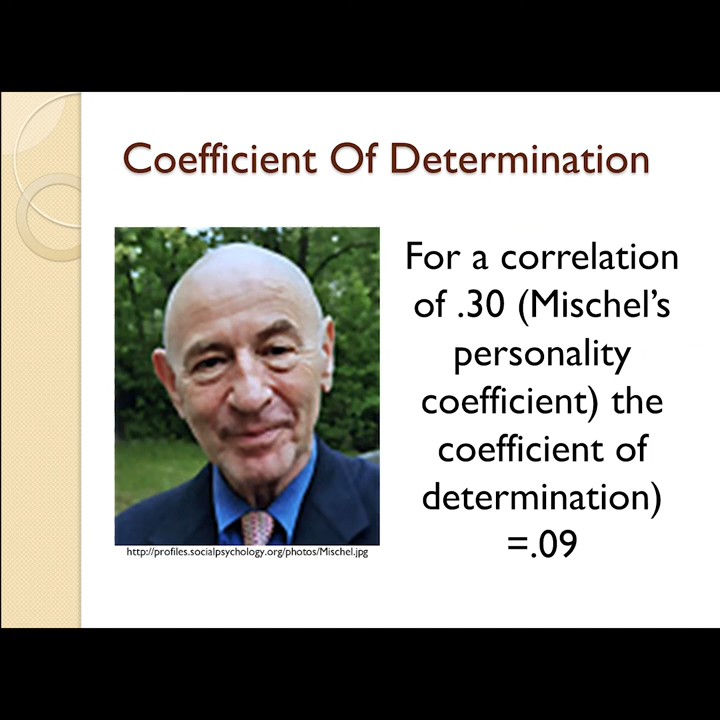 Coefficient Of Determination
For a correlation
of .30 (Mischel’s
personality
coefficient) the
coefficient of
determination)
=.09
http://profiles.socialpsychology.org/photos/Mischel.jpg